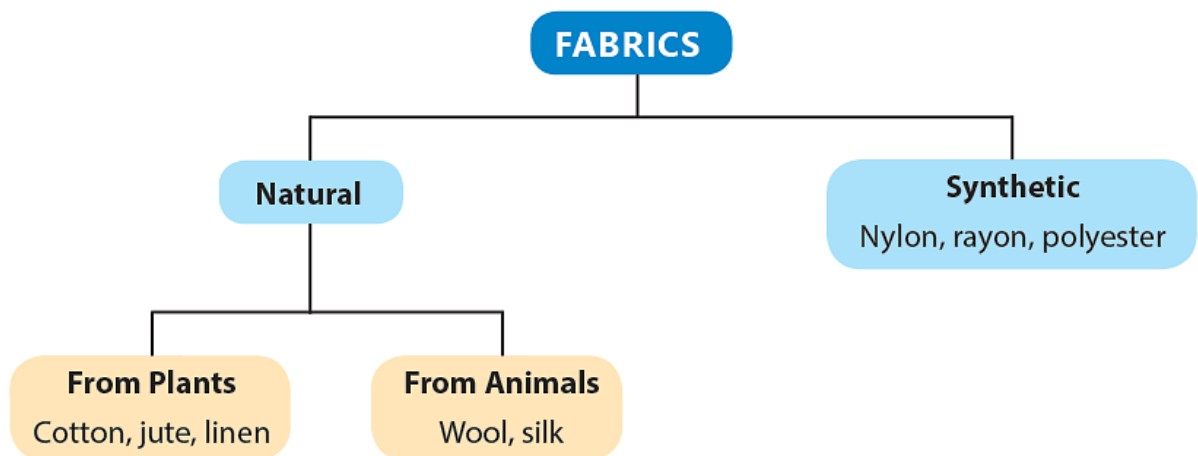 FABRICS
Natural
Synthetic
Nylon, rayon, polyester
From Plants
Cotton, jute, linen
From Animals
Wool, silk